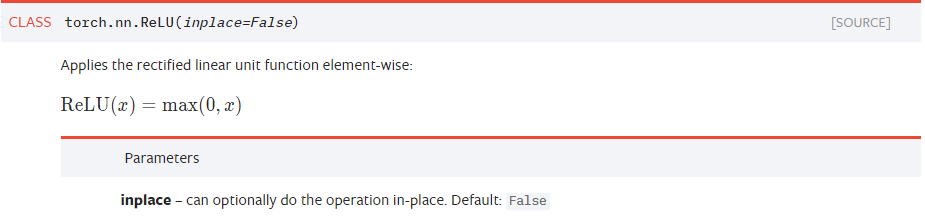 CLASS torch.nn.ReLU(inplace=False) [SOURCE]
Applies the rectified linear unit function element-wise:
ReLU(x) = max(0, x)
Parameters
inplace – can optionally do the operation in-place. Default: False